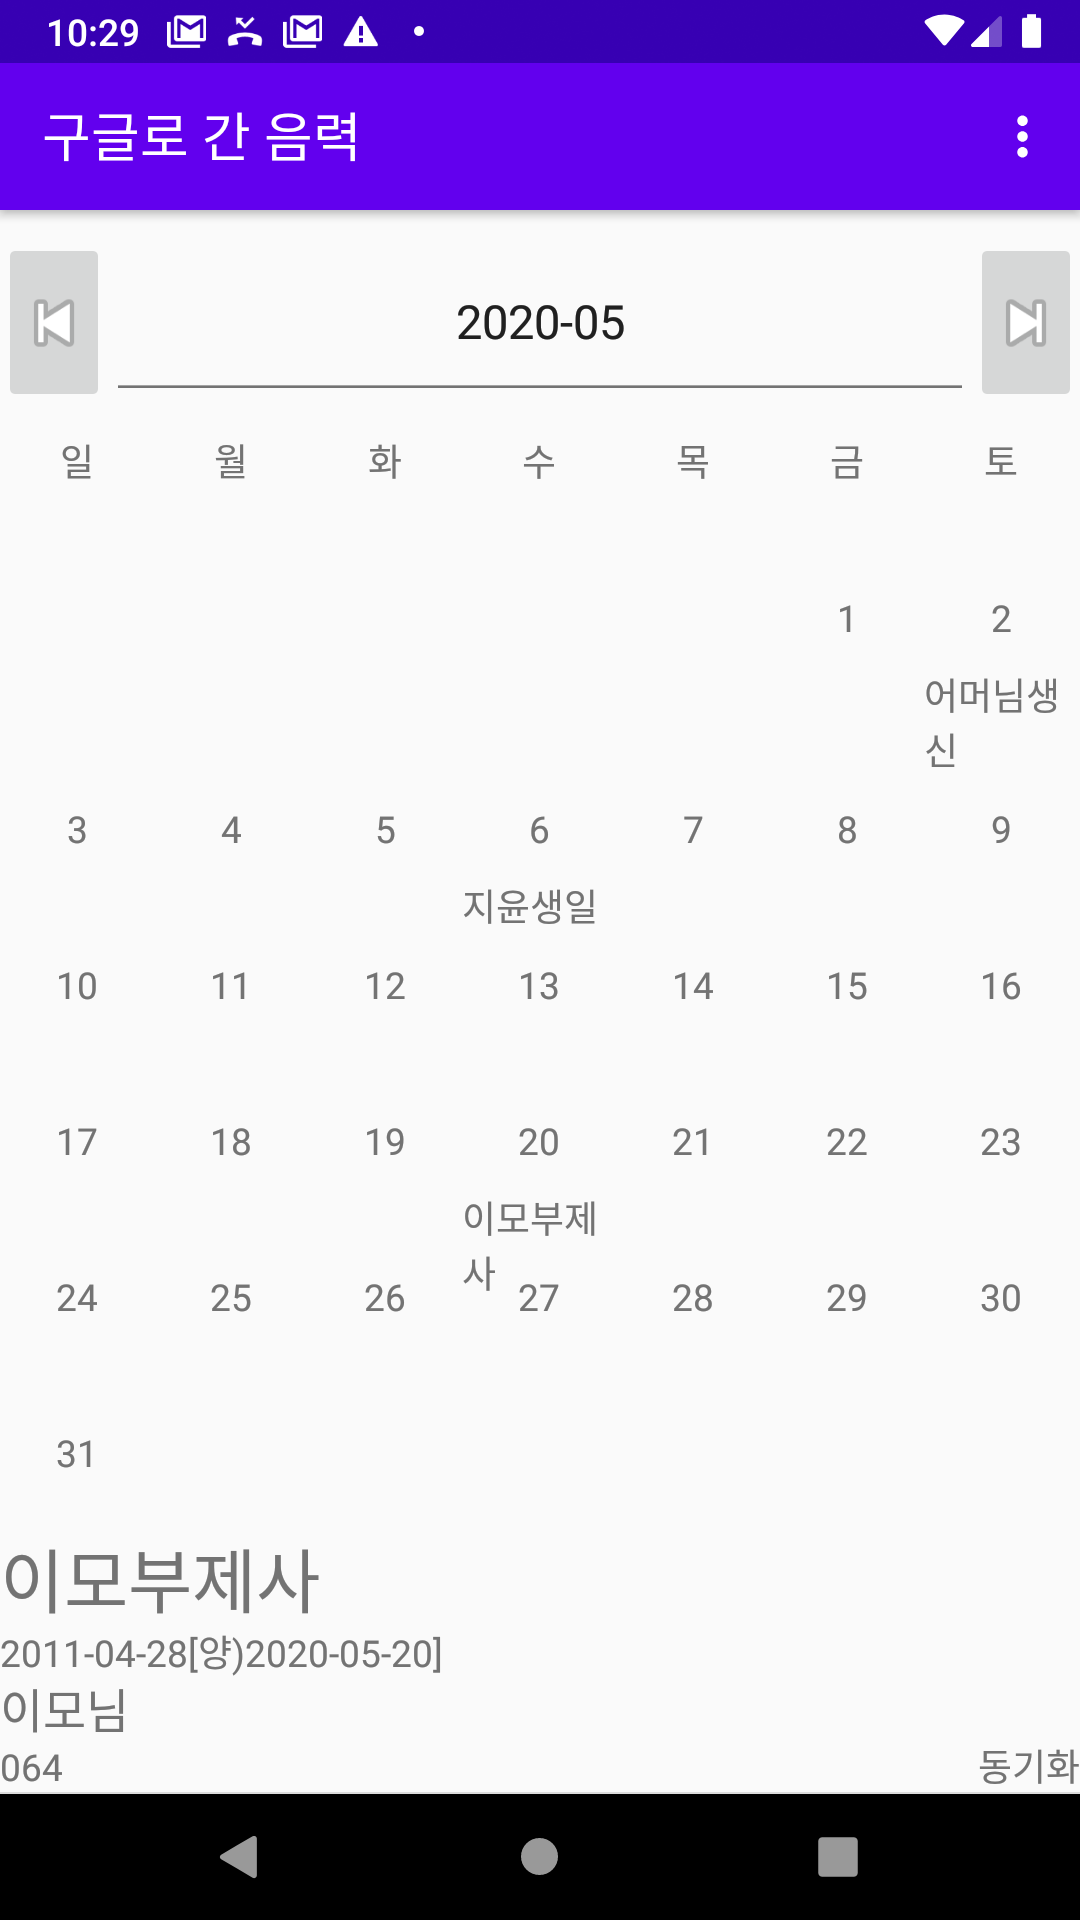 10:29
구글로 간 음력
2020-05
일 월 화 수 목 금 토
1 2
어머님생
신
3 4 5 6 7 8 9
지윤생일
10 11 12 13 14 15 16
17 18 19 20 21 22 23
이모부제
사
24 25 26 27 28 29 30
31
이모부제사
2011-04-28[양)2020-05-20]
이모님
064 동기화